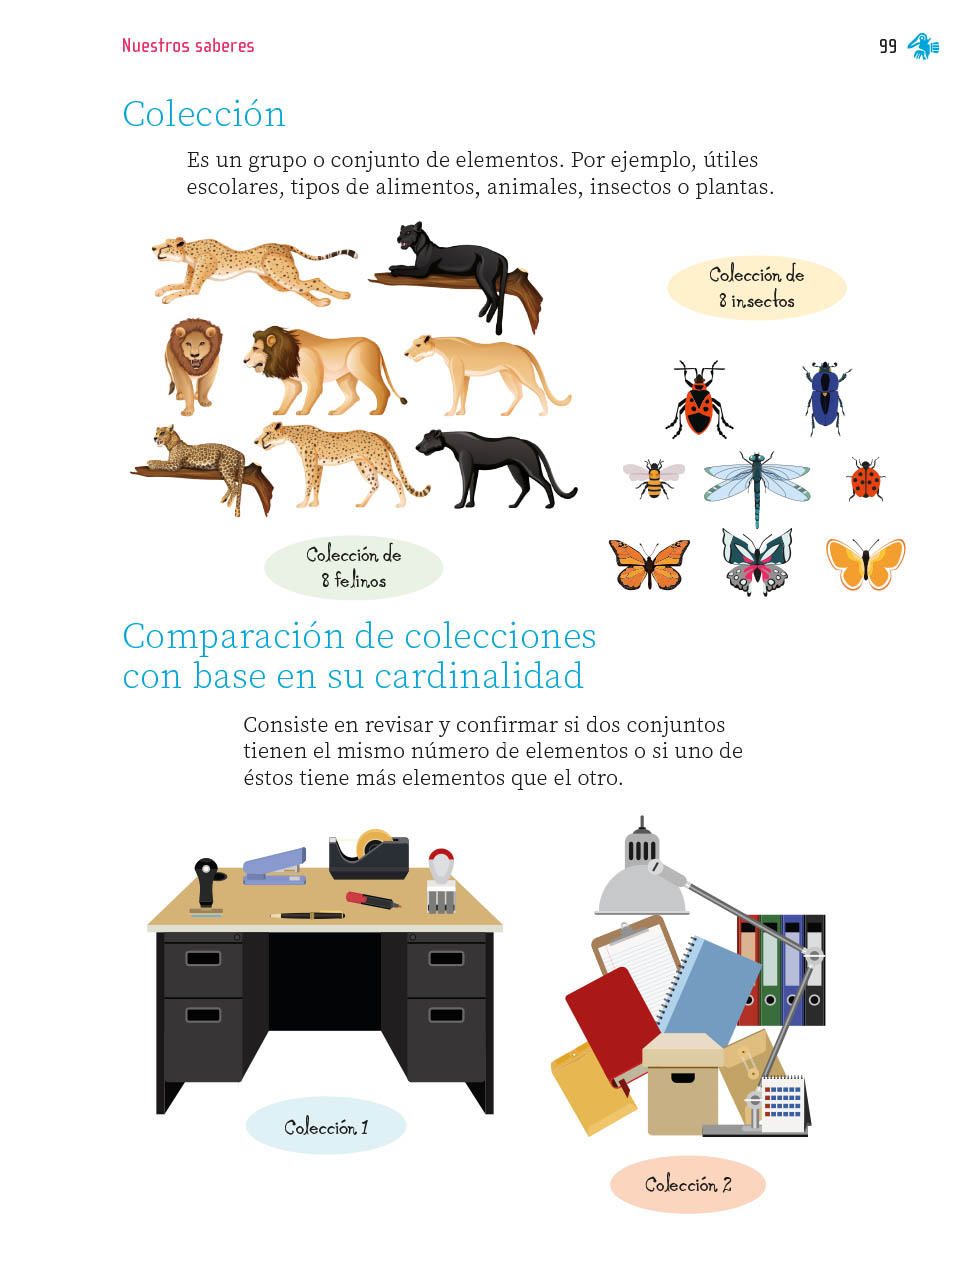 Nuestros saberes
99
Colección
Es un grupo o conjunto de elementos. Por ejemplo, útiles
escolares, tipos de alimentos, animales, insectos o plantas.
Colección de
8 insectos
Colección de
8 felinos
Comparación de colecciones
con base en su cardinalidad
Consiste en revisar y confirmar si dos conjuntos
tienen el mismo número de elementos o si uno de
éstos tiene más elementos que el otro.
Colección 1
Colección 2